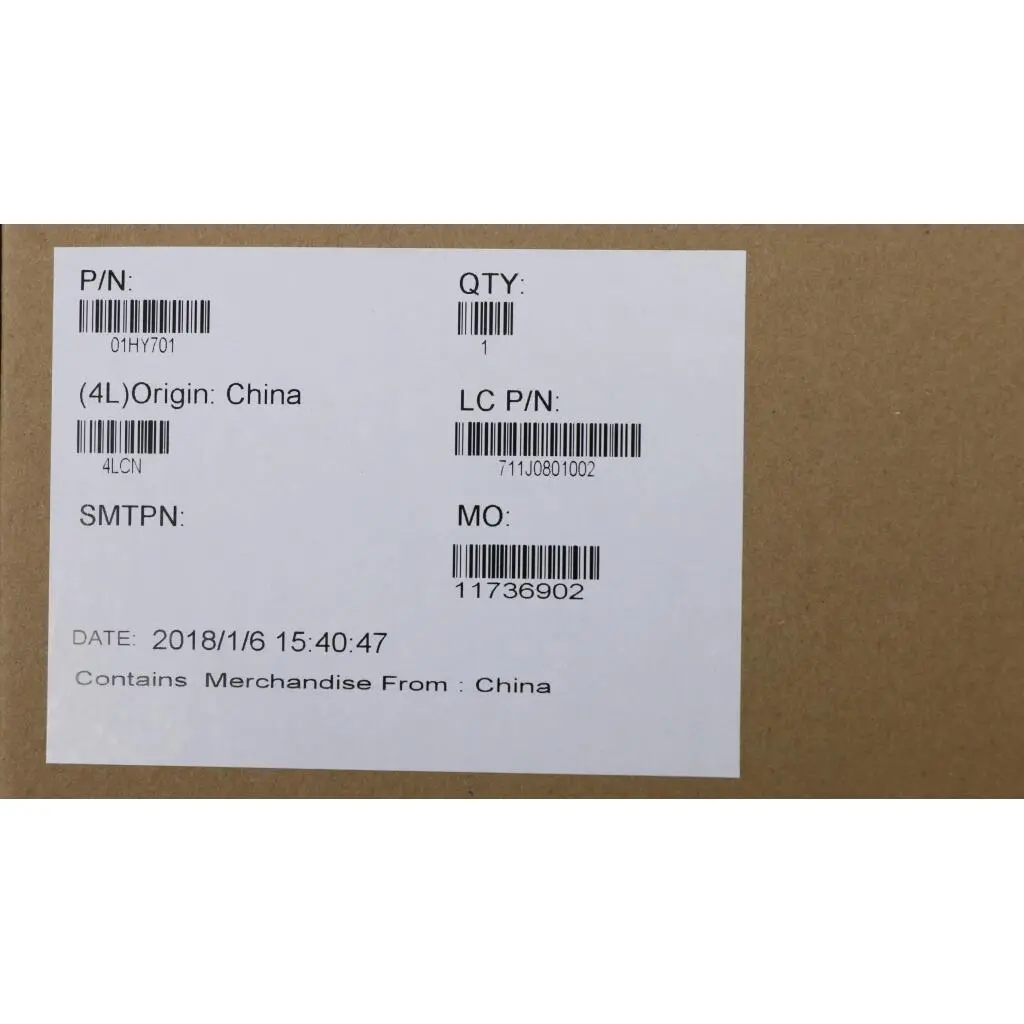 P/N:
01HY701
QTY:
1
(4L)Origin: China
4LCN
LC P/N:
711J0801002
SMTPN:
MO:
11736902
DATE: 2018/1/6 15:40:47
Contains Merchandise From : China